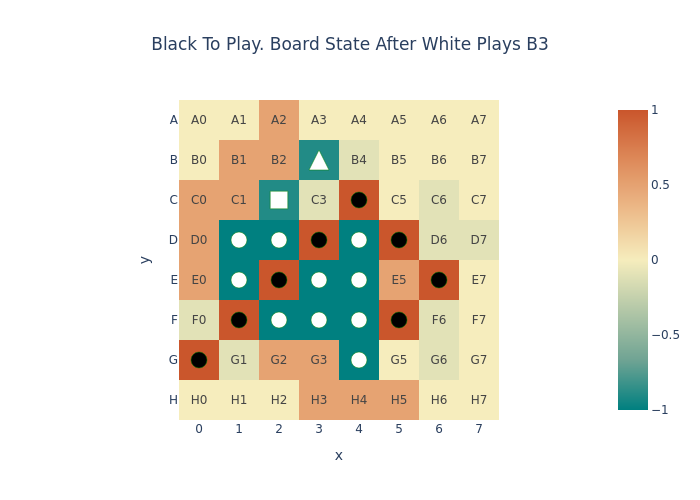 Black To Play. Board State After White Plays B3
A A0 A1 A2 A3 A4 A5 A6 A7
B B0 B1 B2 B4 B5 B6 B7
C C0 C1 C3 C5 C6 C7
D D0 D6 D7
E E0 E5 E7
F F0 F6 F7
G G1 G2 G3 G5 G6 G7
H H0 H1 H2 H3 H4 H5 H6 H7
0 1 2 3 4 5 6 7
x
y
1
0.5
0
−0.5
−1